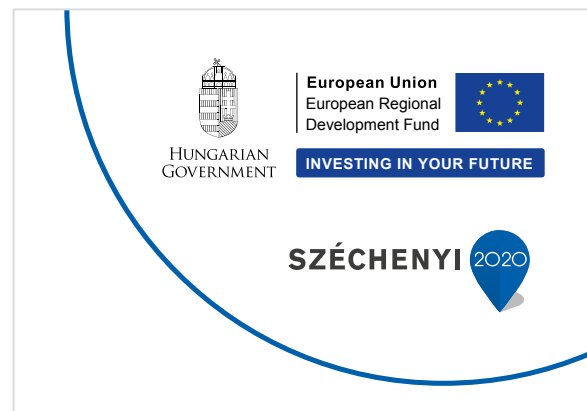 European Union
European Regional
Development Fund
HUNGARIAN
GOVERNMENT
INVESTING IN YOUR FUTURE
SZÉCHENYI 2020